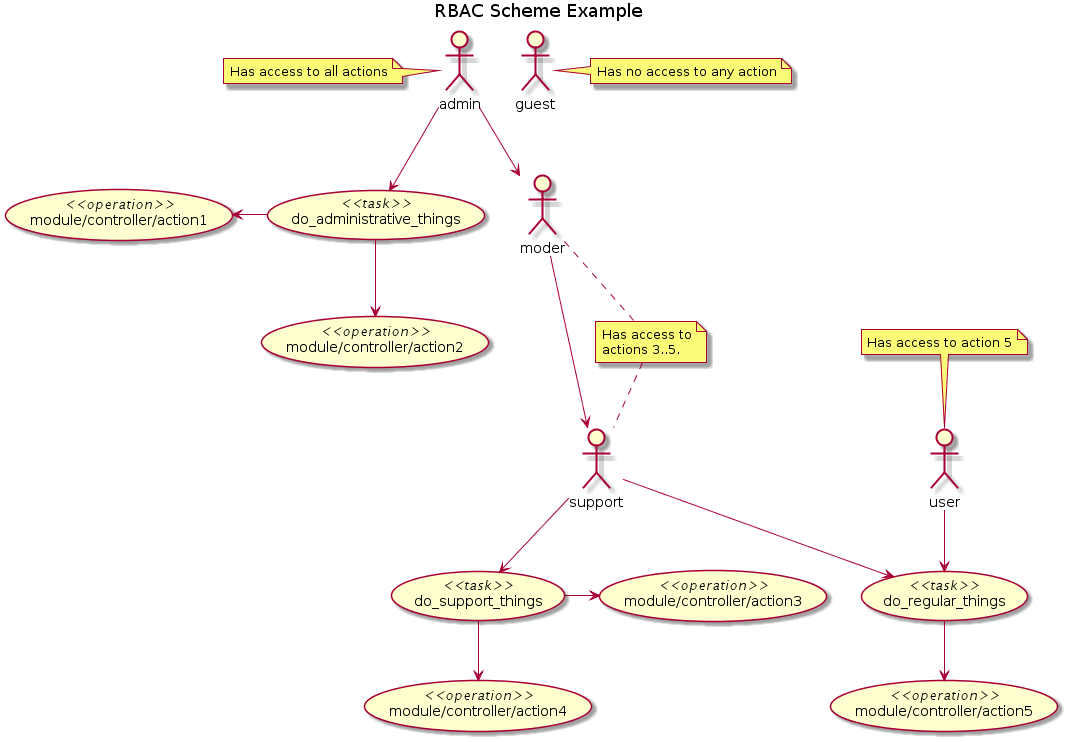 RBAC Scheme Example
Has access to all actions
admin
guest
Has no access to any action
<<operation>>
module/controller/action1
<<task>>
do_administrative_things
moder
<<operation>>
module/controller/action2
Has access to
actions 3..5.
Has access to action 5
support
user
<<task>>
do_support_things
<<operation>>
module/controller/action3
<<task>>
do_regular_things
<<operation>>
module/controller/action4
<<operation>>
module/controller/action5